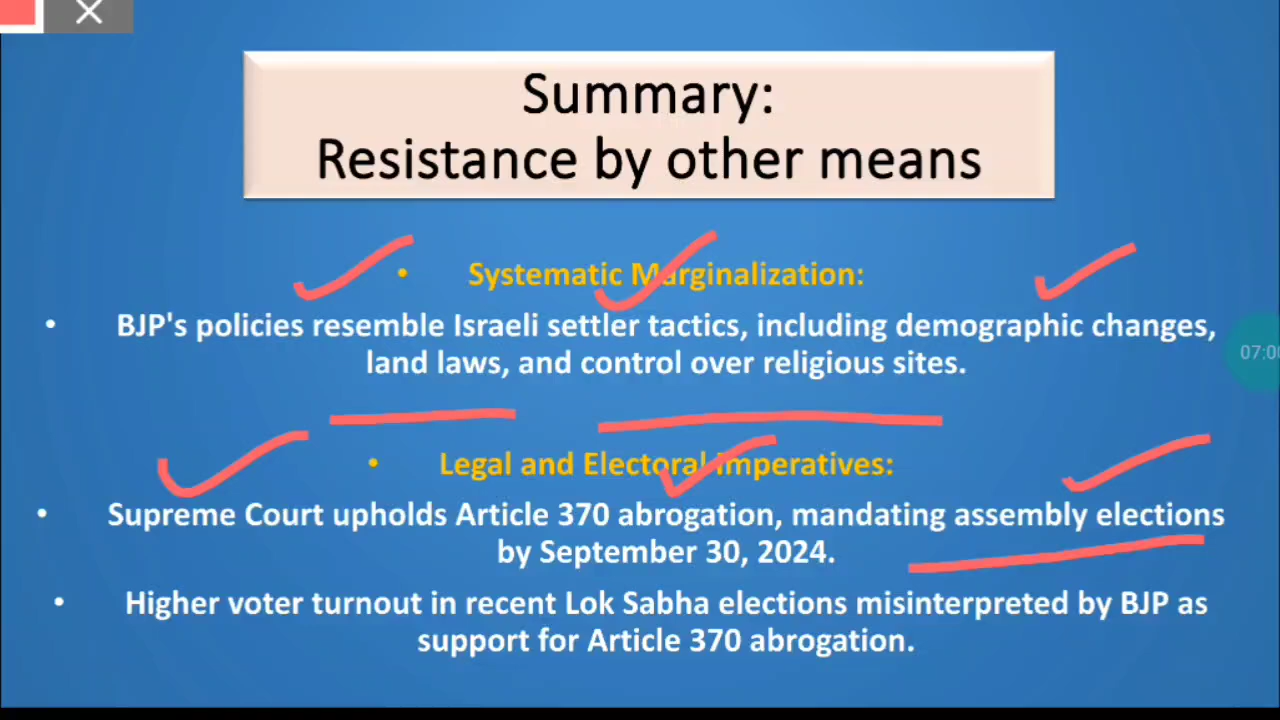 Summary:
Resistance by other means
• Systematic Marginalization:
• BJP's policies resemble Israeli settler tactics, including demographic changes,
land laws, and control over religious sites.
07:0
• Legal and Electoral Imperatives:
• Supreme Court upholds Article 370 abrogation, mandating assembly elections
by September 30, 2024.
• Higher voter turnout in recent Lok Sabha elections misinterpreted by BJP as
support for Article 370 abrogation.